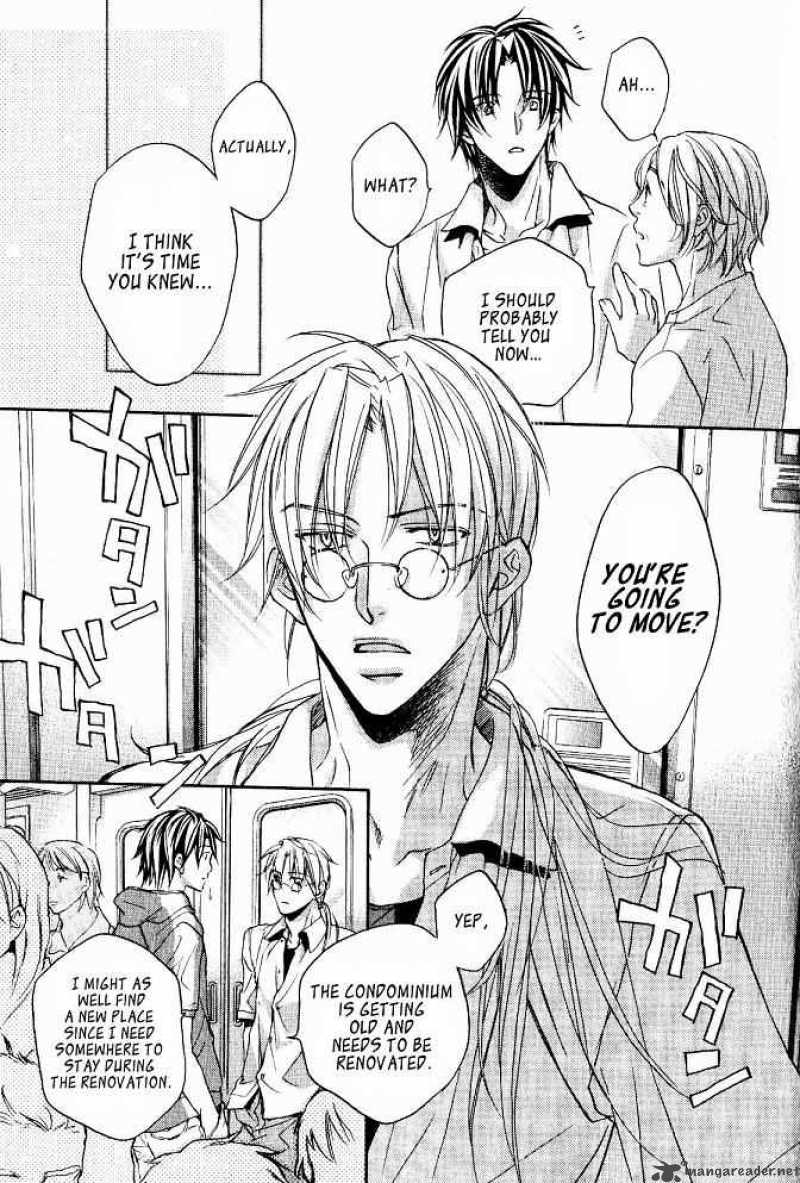 AH...
WHAT?
I SHOULD
PROBABLY
TELL YOU
NOW...
ACTUALLY,
I THINK
IT'S TIME
YOU KNEW...
YOU'RE
GOING
TO MOVE?
ガタン
ガタ
ガタン
YEP,
THE CONDOMINIUM
IS GETTING
OLD AND
NEEDS TO BE
RENOVATED.
I MIGHT AS
WELL FIND
A NEW PLACE
SINCE I NEED
SOMEWHERE TO
STAY DURING
THE RENOVATION.
mangareader.net